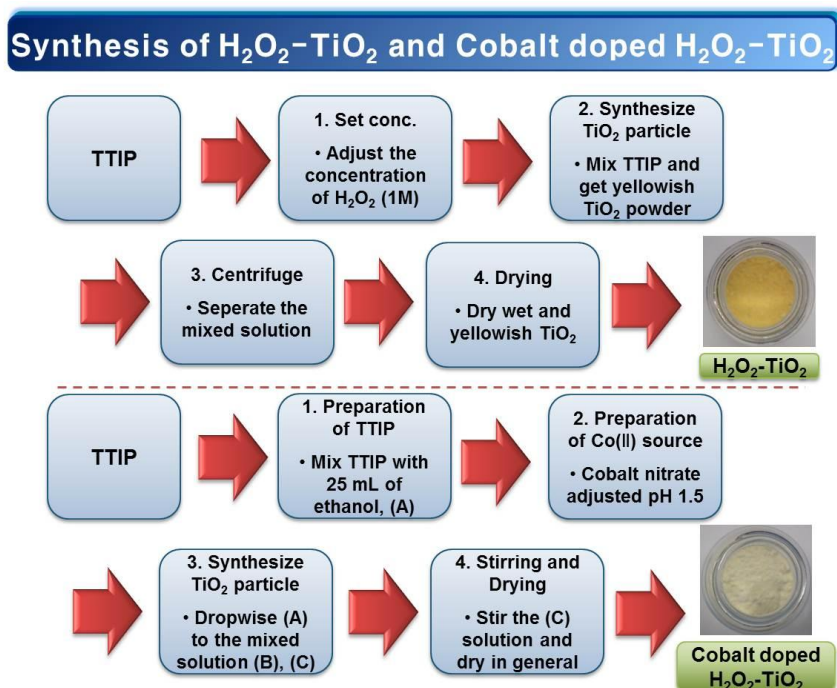 Synthesis of H₂O₂-TiO₂ and Cobalt doped H₂O₂-TiO₂
TTIP
1. Set conc.
• Adjust the
concentration
of H₂O₂ (1M)
2. Synthesize
TiO₂ particle
• Mix TTIP and
get yellowish
TiO₂ powder
3. Centrifuge
• Seperate the
mixed solution
4. Drying
• Dry wet and
yellowish TiO₂
H₂O₂-TiO₂
TTIP
1. Preparation
of TTIP
• Mix TTIP with
25 mL of
ethanol, (A)
2. Preparation
of Co(Ⅱ) source
• Cobalt nitrate
adjusted pH 1.5
3. Synthesize
TiO₂ particle
• Dropwise (A)
to the mixed
solution (B), (C)
4. Stirring and
Drying
• Stir the (C)
solution and
dry in general
Cobalt doped
H₂O₂-TiO₂